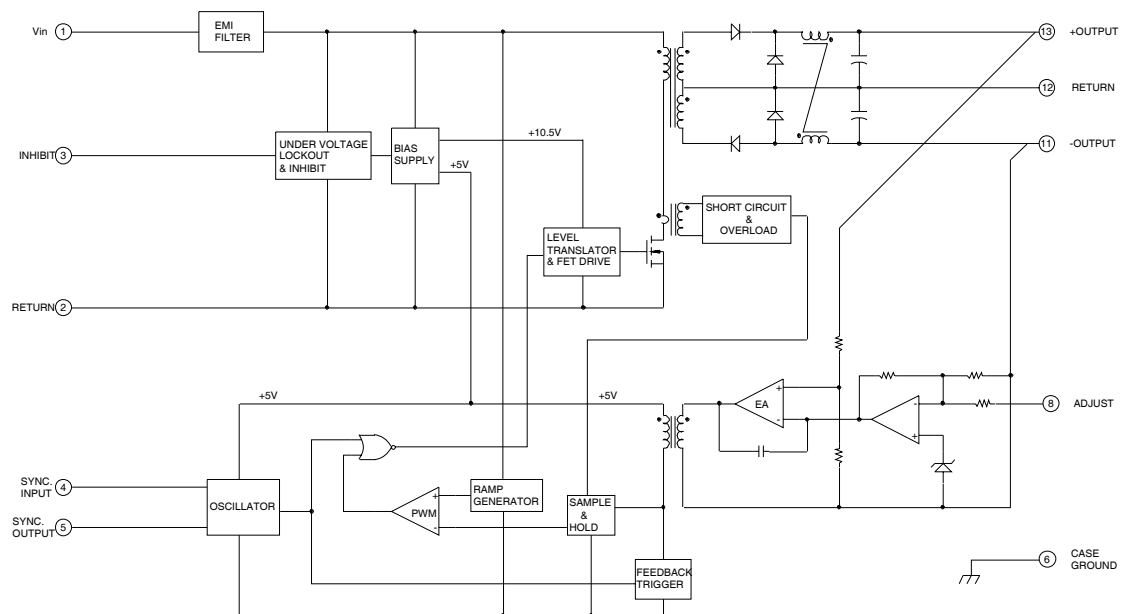 EMI
FILTER
Vin
1
13
+OUTPUT
12
RETURN
INHIBIT
3
UNDER VOLTAGE
LOCKOUT
& INHIBIT
BIAS
SUPPLY
+10.5V
+5V
11
-OUTPUT
SHORT CIRCUIT
&
OVERLOAD
LEVEL
TRANSLATOR
& FET DRIVE
RETURN
2
+5V
+5V
+
EA
-
-
+
8
ADJUST
SYNC.
INPUT
4
SYNC.
OUTPUT
5
OSCILLATOR
+
PWM
-
RAMP
GENERATOR
SAMPLE
&
HOLD
FEEDBACK
TRIGGER
6
CASE
GROUND